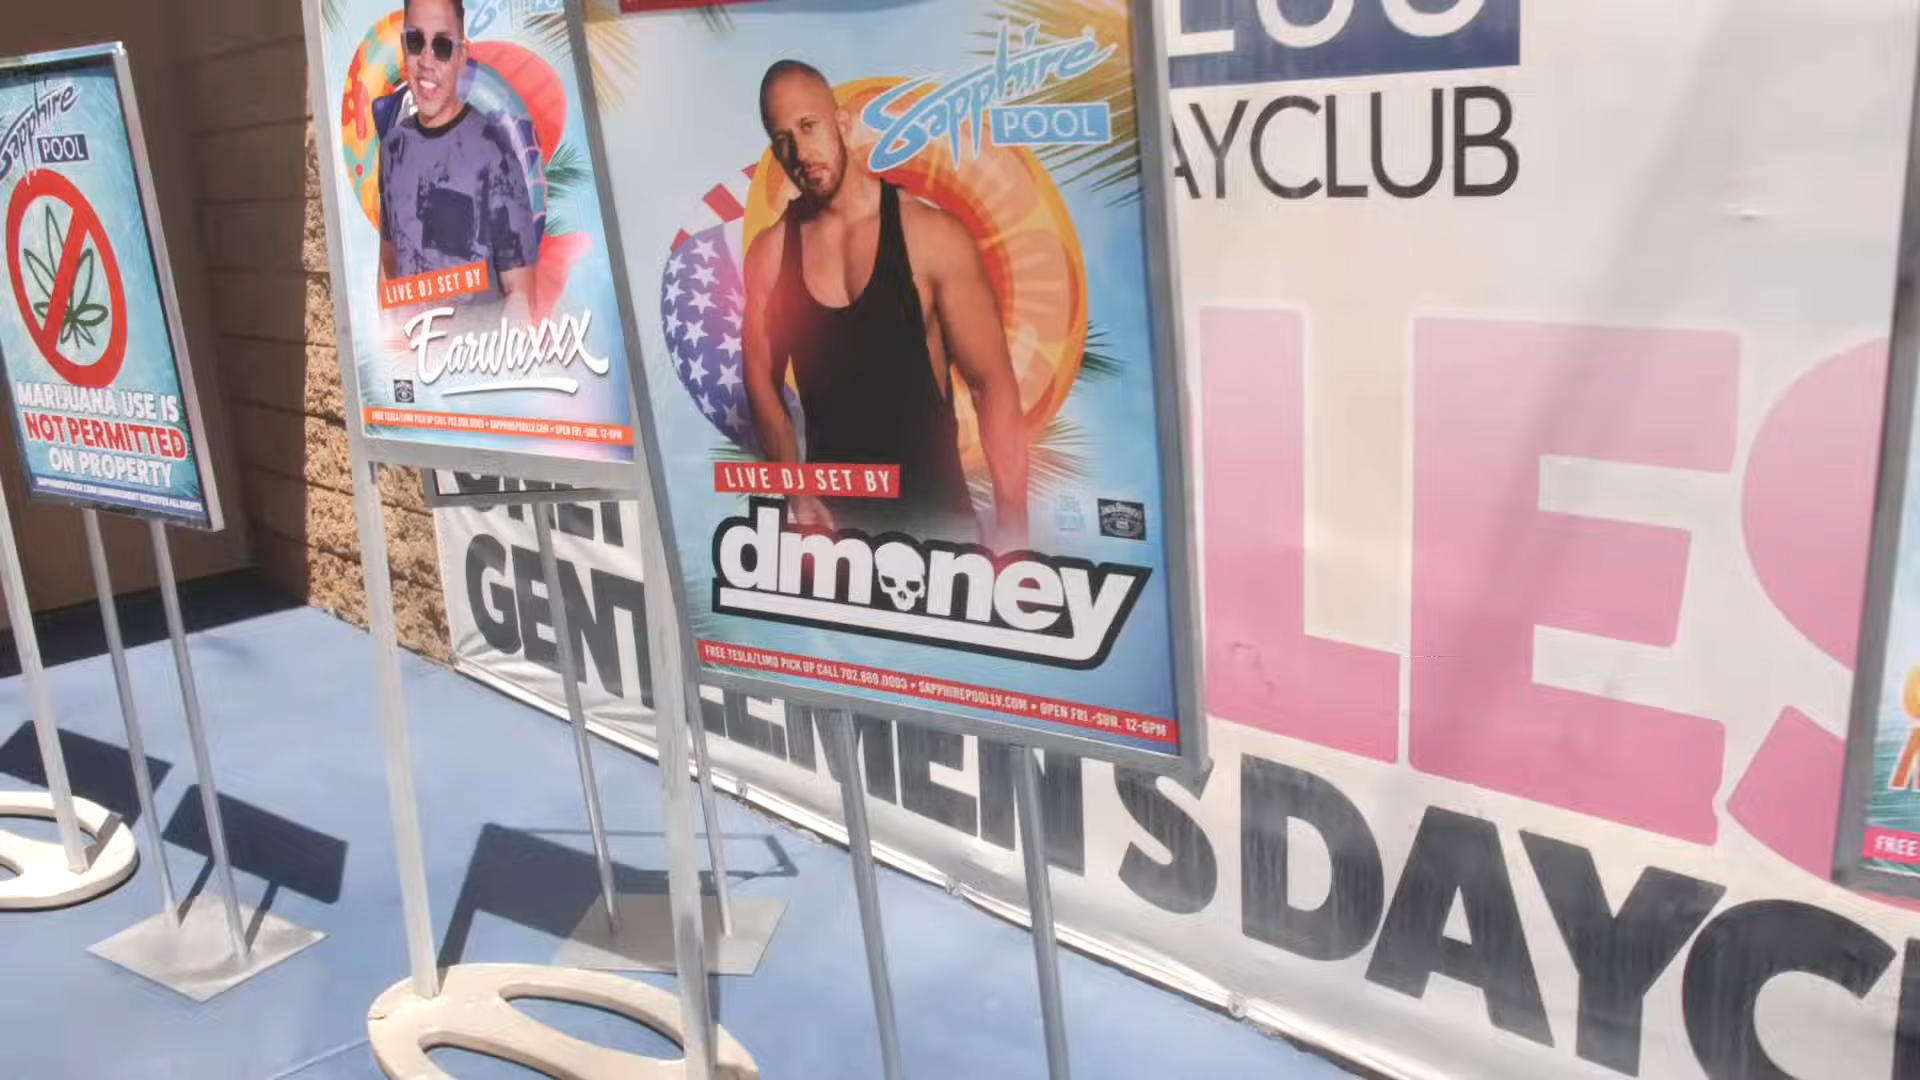 Sapphire
POOL
MARIJUANA USE IS
NOT PERMITTED
ON PROPERTY
LIVE DJ SET BY
Earwaxxx
FREE TESLA/LIMO PICK UP CALL 702.869.0003 • SAPPHIREPOOLLV.COM • OPEN FRI.-SUN. 12-6PM
Sapphire
POOL
LIVE DJ SET BY
dmoney
FREE TESLA/LIMO PICK UP CALL 702.869.0003 • SAPPHIREPOOLLV.COM • OPEN FRI.-SUN. 12-6PM
AYCLUB
LES
GENTLEMEN'S DAYC
FREE